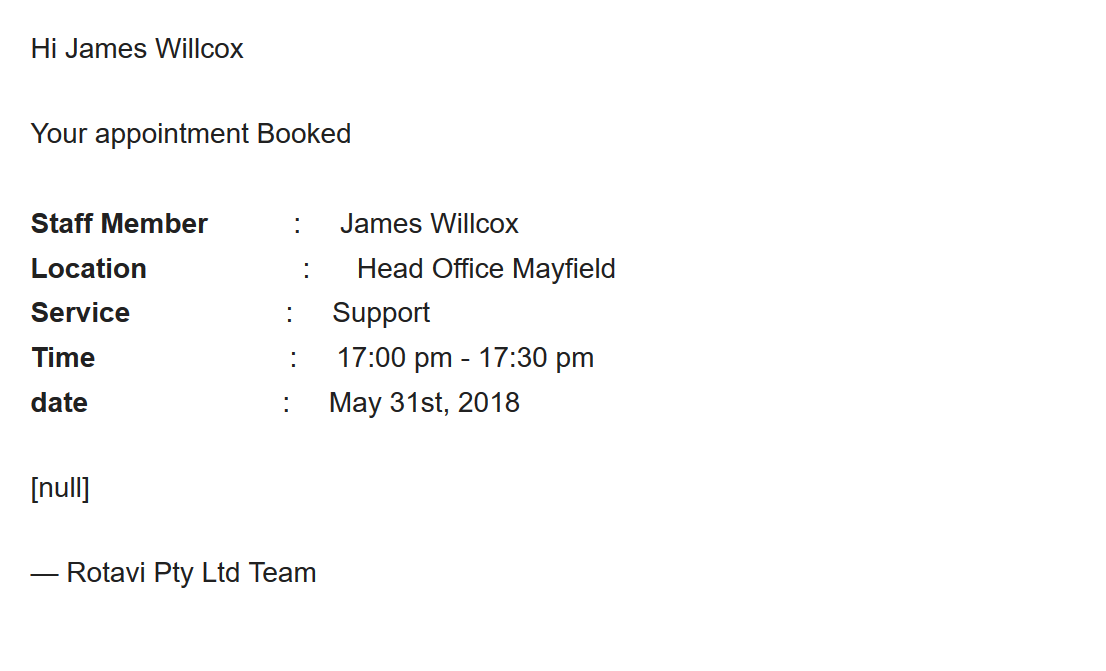 Hi James Willcox
Your appointment Booked
Staff Member : James Willcox
Location : Head Office Mayfield
Service : Support
Time : 17:00 pm - 17:30 pm
date : May 31st, 2018
[null]
— Rotavi Pty Ltd Team